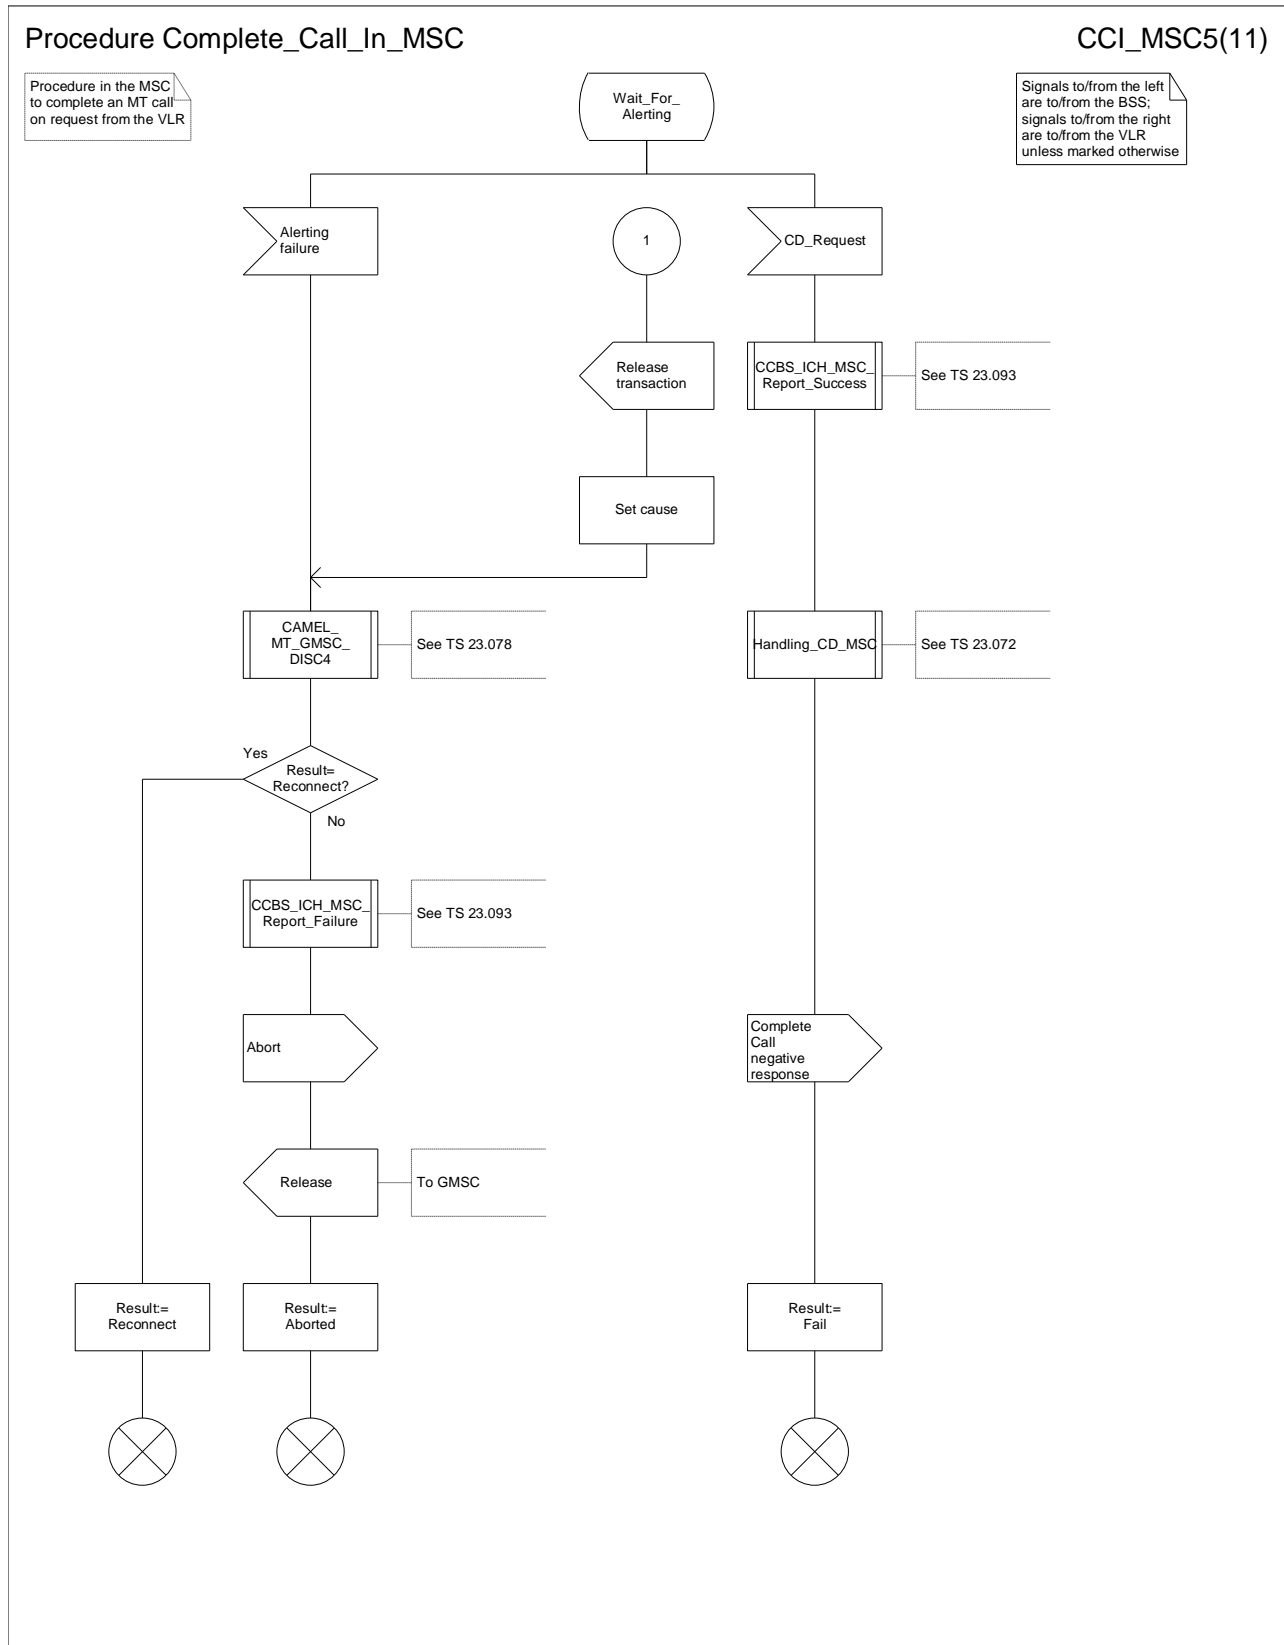 Procedure Complete_Call_In_MSC
CCI_MSC5(11)
Procedure in the MSC
to complete an MT call
on request from the VLR
Signals to/from the left
are to/from the BSS;
signals to/from the right
are to/from the VLR
unless marked otherwise
Wait_For_
Alerting
Alerting
failure
1
CD_Request
Release
transaction
CCBS_ICH_MSC_
Report_Success
See TS 23.093
Set cause
CAMEL_
MT_GMSC_
DISC4
See TS 23.078
Handling_CD_MSC
See TS 23.072
Yes
Result=
Reconnect?
No
CCBS_ICH_MSC_
Report_Failure
See TS 23.093
Abort
Complete
Call
negative
response
Release
To GMSC
Result:=
Reconnect
Result:=
Aborted
Result:=
Fail